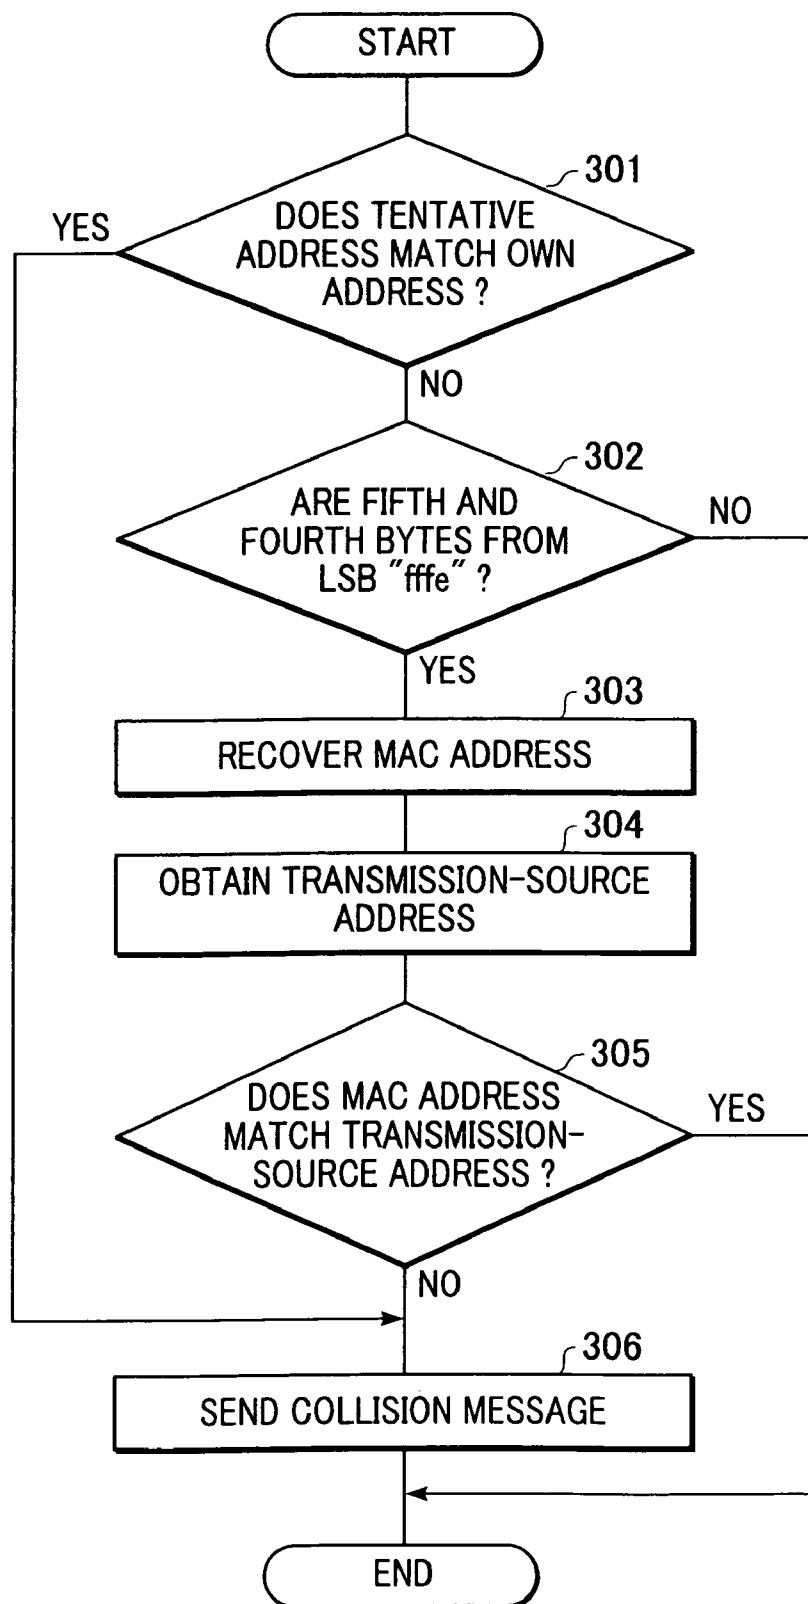 START
301
YES
DOES TENTATIVE
ADDRESS MATCH OWN
ADDRESS ?
NO
302
ARE FIFTH AND
FOURTH BYTES FROM
LSB "fffe" ?
NO
YES
303
RECOVER MAC ADDRESS
304
OBTAIN TRANSMISSION-SOURCE
ADDRESS
305
DOES MAC ADDRESS
MATCH TRANSMISSION-
SOURCE ADDRESS ?
YES
NO
306
SEND COLLISION MESSAGE
END